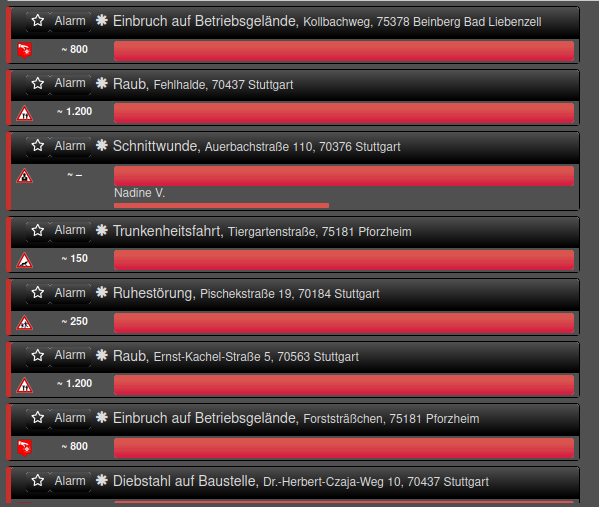 Alarm Einbruch auf Betriebsgelände, Kollbachweg, 75378 Beinberg Bad Liebenzell
~ 800
Alarm Raub, Fehlhalde, 70437 Stuttgart
~ 1.200
Alarm Schnittwunde, Auerbachstraße 110, 70376 Stuttgart
~ –
Nadine V.
Alarm Trunkenheitsfahrt, Tiergartenstraße, 75181 Pforzheim
~ 150
Alarm Ruhestörung, Pischekstraße 19, 70184 Stuttgart
~ 250
Alarm Raub, Ernst-Kachel-Straße 5, 70563 Stuttgart
~ 1.200
Alarm Einbruch auf Betriebsgelände, Forststräßchen, 75181 Pforzheim
~ 800
Alarm Diebstahl auf Baustelle, Dr.-Herbert-Czaja-Weg 10, 70437 Stuttgart